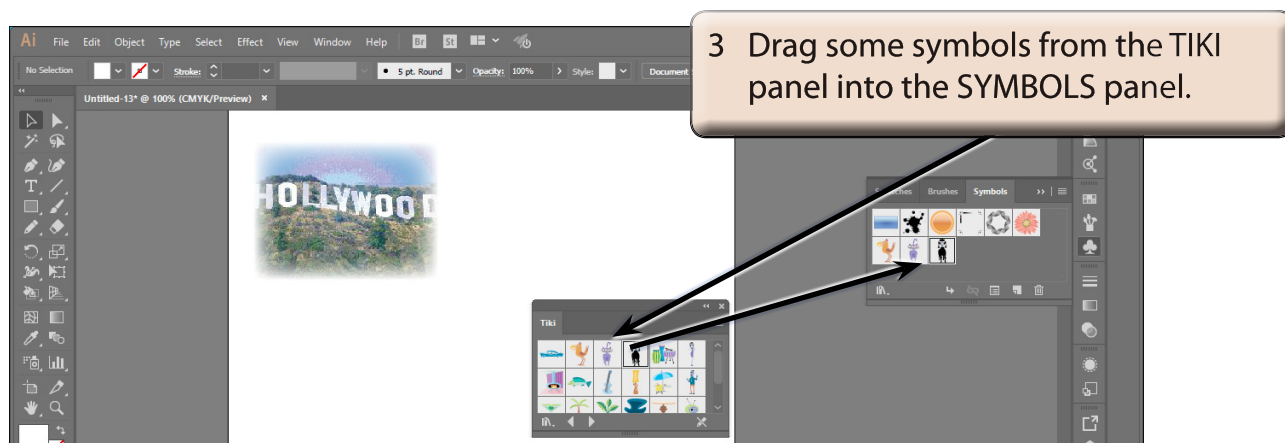 3 Drag some symbols from the TIKI
panel into the SYMBOLS panel.
Ai File Edit Object Type Select Effect View Window Help Br St
No Selection Stroke: 5 pt. Round Opacity: 100% Style: Document
Untitled-13* @ 100% (CMYK/Preview) ×
HOLLYWOOD
Brushes Symbols
Tiki